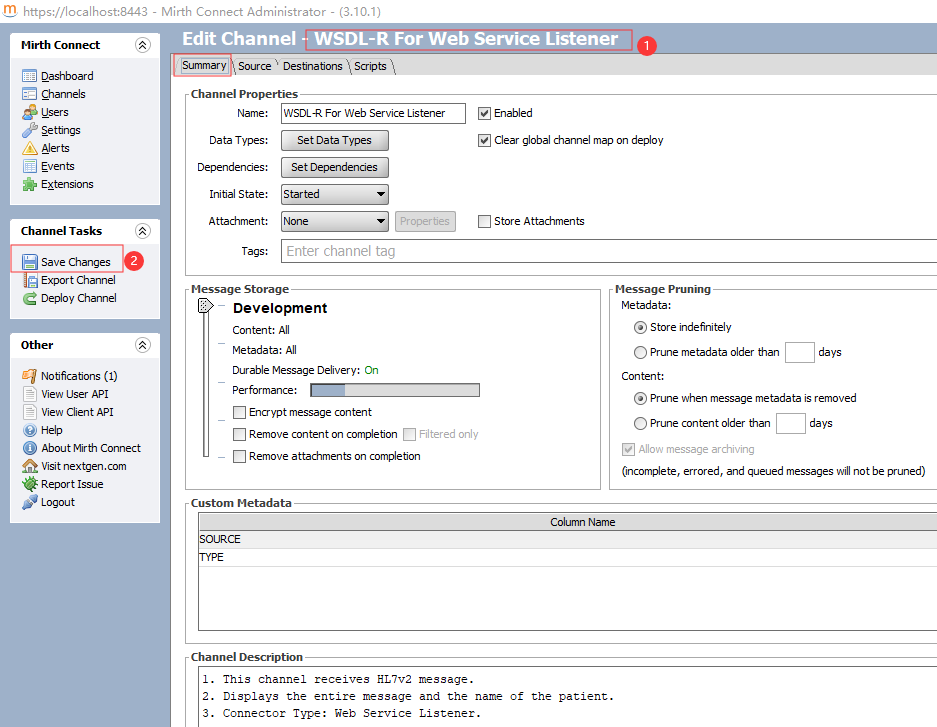 https://localhost:8443 - Mirth Connect Administrator - (3.10.1)
Mirth Connect
Dashboard
Channels
Users
Settings
Alerts
Events
Extensions
Channel Tasks
Save Changes
2
Export Channel
Deploy Channel
Other
Notifications (1)
View User API
View Client API
Help
About Mirth Connect
Visit nextgen.com
Report Issue
Logout
Edit Channel - WSDL-R For Web Service Listener
1
Summary Source Destinations Scripts
Channel Properties
Name: WSDL-R For Web Service Listener Enabled
Data Types: Set Data Types Clear global channel map on deploy
Dependencies: Set Dependencies
Initial State: Started
Attachment: None Properties Store Attachments
Tags: Enter channel tag
Message Storage
Development
Content: All
Metadata: All
Durable Message Delivery: On
Performance:
Encrypt message content
Remove content on completion Filtered only
Remove attachments on completion
Message Pruning
Metadata:
Store indefinitely
Prune metadata older than days
Content:
Prune when message metadata is removed
Prune content older than days
Allow message archiving
(incomplete, errored, and queued messages will not be pruned)
Custom Metadata
Column Name
SOURCE
TYPE
Channel Description
1. This channel receives HL7v2 message.
2. Displays the entire message and the name of the patient.
3. Connector Type: Web Service Listener.